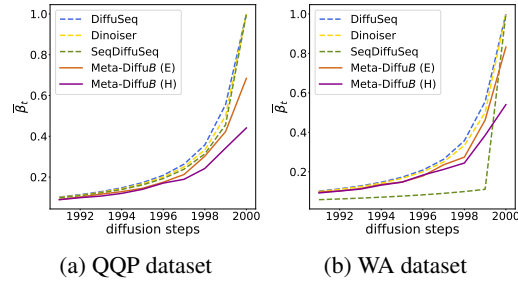 1.0
0.8
0.6
0.4
0.2
β̅t
DiffuSeq
Dinoiser
SeqDiffuSeq
Meta-DiffuB (E)
Meta-DiffuB (H)
1992 1994 1996 1998 2000
diffusion steps
(a) QQP dataset
1.0
0.8
0.6
0.4
0.2
β̅t
DiffuSeq
Dinoiser
SeqDiffuSeq
Meta-DiffuB (E)
Meta-DiffuB (H)
1992 1994 1996 1998 2000
diffusion steps
(b) WA dataset